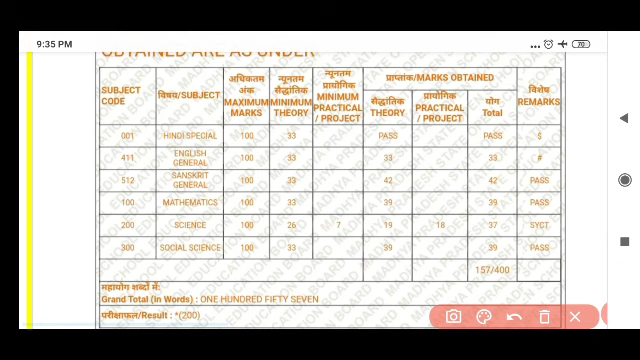 9:35 PM
70
OBTAINED ARE AS UNDER
SUBJECT CODE विषय/SUBJECT अधिकतम अंक MAXIMUM MARKS न्यूनतम सैद्धांतिक MINIMUM THEORY न्यूनतम प्रायोगिक MINIMUM PRACTICAL / PROJECT प्राप्तांक/MARKS OBTAINED विशेष REMARKS
सैद्धांतिक THEORY प्रायोगिक PRACTICAL / PROJECT योग Total
001 HINDI SPECIAL 100 33 PASS PASS $
411 ENGLISH GENERAL 100 33 33 33 #
512 SANSKRIT GENERAL 100 33 42 42 PASS
100 MATHEMATICS 100 33 39 39 PASS
200 SCIENCE 100 26 7 19 18 37 SYCT
300 SOCIAL SCIENCE 100 33 39 39 PASS
157/400
महायोग शब्दों में:
Grand Total (in Words) : ONE HUNDRED FIFTY SEVEN
परीक्षाफल/Result : *(200)